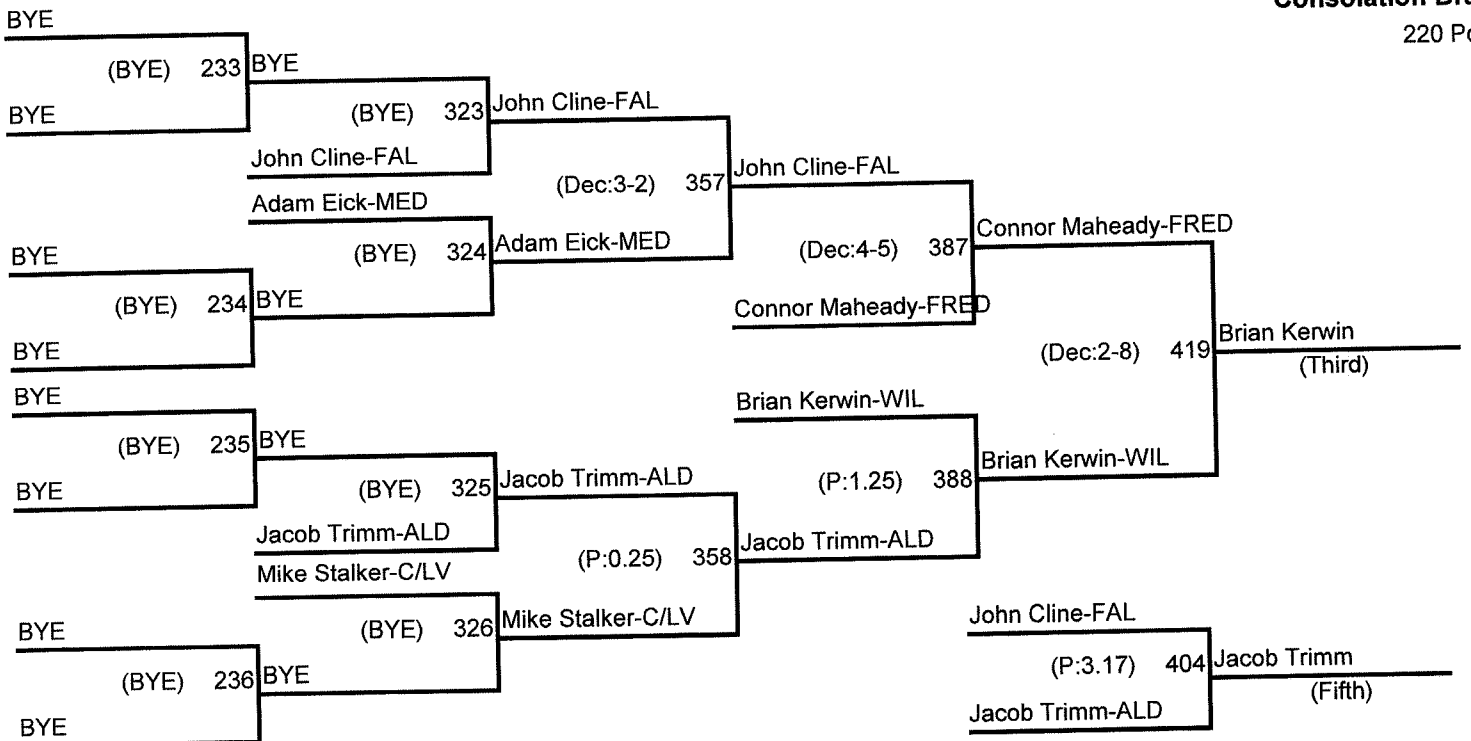 Consolation
220
BYE
(BYE) 233 BYE
BYE
(BYE) 323 John Cline-FAL
John Cline-FAL
(Dec:3-2) 357 John Cline-FAL
Adam Eick-MED
(BYE) 324 Adam Eick-MED
BYE
(BYE) 234 BYE
BYE
(Dec:4-5) 387 Connor Maheady-FRED
Connor Maheady-FRED
(Dec:2-8) 419 Brian Kerwin
(Third)
BYE
(BYE) 235 BYE
BYE
(BYE) 325 Jacob Trimm-ALD
Jacob Trimm-ALD
Brian Kerwin-WIL
(P:1.25) 388 Brian Kerwin-WIL
(P:0.25) 358 Jacob Trimm-ALD
Mike Stalker-C/LV
(BYE) 326 Mike Stalker-C/LV
BYE
(BYE) 236 BYE
BYE
John Cline-FAL
(P:3.17) 404 Jacob Trimm
(Fifth)
Jacob Trimm-ALD